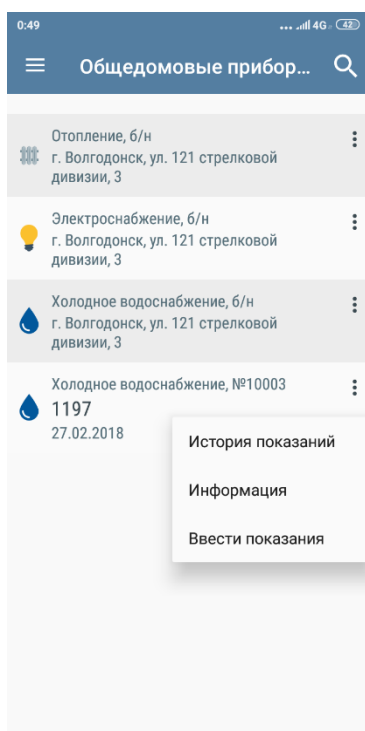 0:49
4G
42
Общедомовые прибор...
Отопление, б/н
г. Волгодонск, ул. 121 стрелковой
дивизии, 3
Электроснабжение, б/н
г. Волгодонск, ул. 121 стрелковой
дивизии, 3
Холодное водоснабжение, б/н
г. Волгодонск, ул. 121 стрелковой
дивизии, 3
Холодное водоснабжение, №10003
1197
27.02.2018
История показаний
Информация
Ввести показания